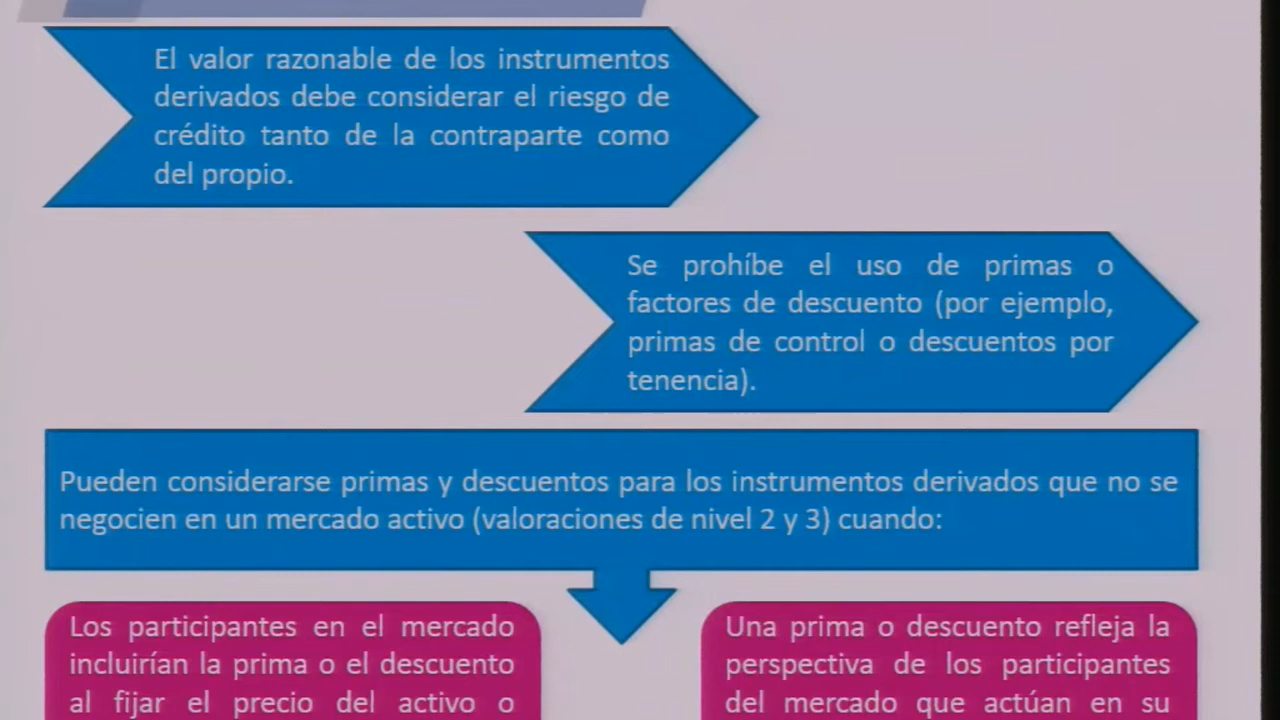 El valor razonable de los instrumentos
derivados debe considerar el riesgo de
crédito tanto de la contraparte como
del propio.
Se prohíbe el uso de primas o
factores de descuento (por ejemplo,
primas de control o descuentos por
tenencia).
Pueden considerarse primas y descuentos para los instrumentos derivados que no se
negocien en un mercado activo (valoraciones de nivel 2 y 3) cuando:
Los participantes en el mercado
incluirían la prima o el descuento
al fijar el precio del activo o
Una prima o descuento refleja la
perspectiva de los participantes
del mercado que actúan en su